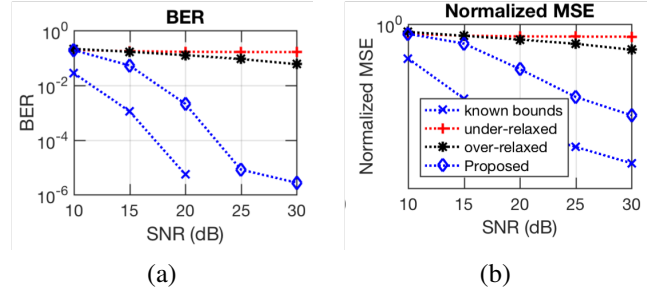 BER
10^0
10^-2
10^-4
10^-6
BER
10 15 20 25 30
SNR (dB)
(a)
Normalized MSE
10^0
Normalized MSE
known bounds
under-relaxed
over-relaxed
Proposed
10 15 20 25 30
SNR (dB)
(b)